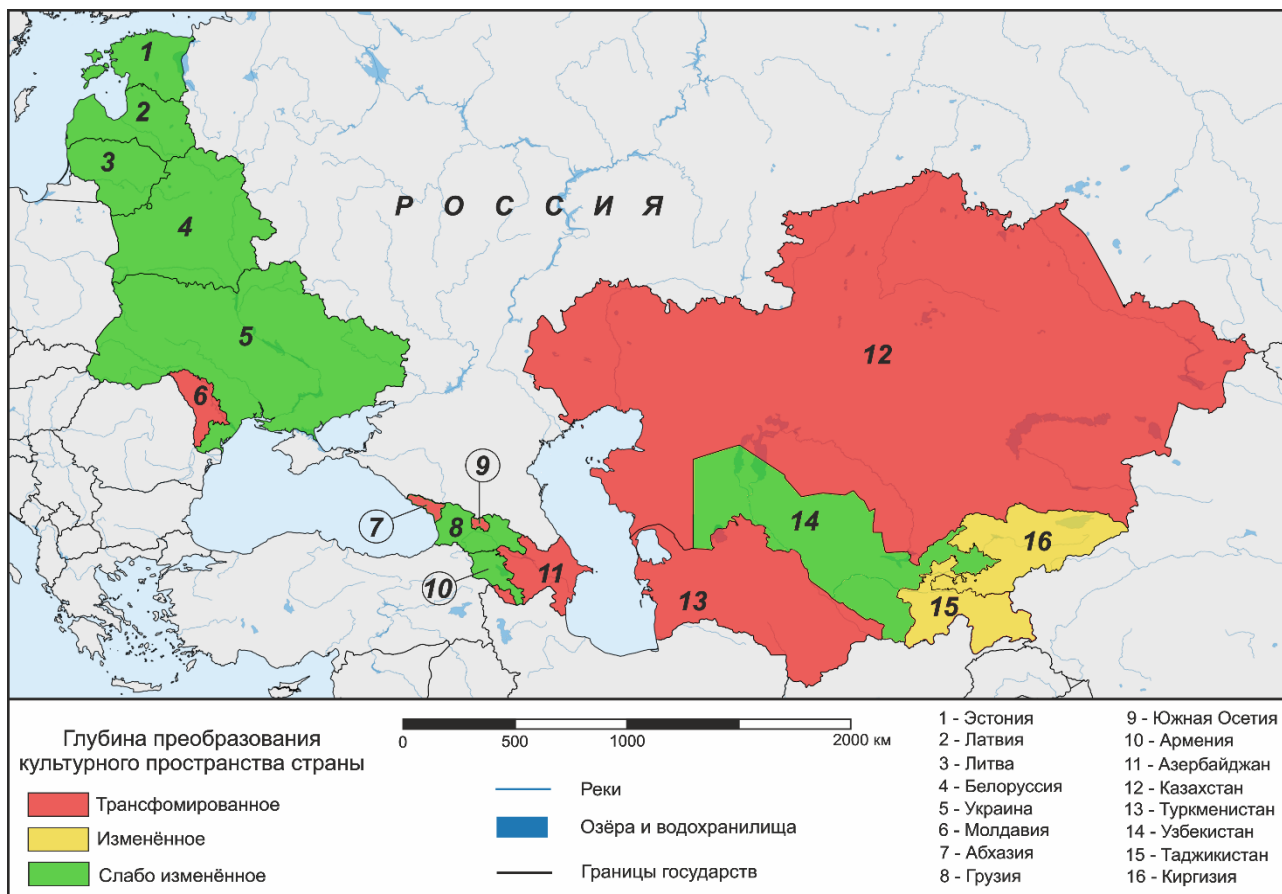 1
2
3
4
РОССИЯ
5
12
6
9
7
8
14
16
10
11
13
15
Глубина преобразования
культурного пространства страны
Трансфомированное
Изменённое
Слабо изменённое
0 500 1000 2000 км
Реки
Озёра и водохранилища
Границы государств
1 - Эстония
2 - Латвия
3 - Литва
4 - Белоруссия
5 - Украина
6 - Молдавия
7 - Абхазия
8 - Грузия
9 - Южная Осетия
10 - Армения
11 - Азербайджан
12 - Казахстан
13 - Туркменистан
14 - Узбекистан
15 - Таджикистан
16 - Киргизия